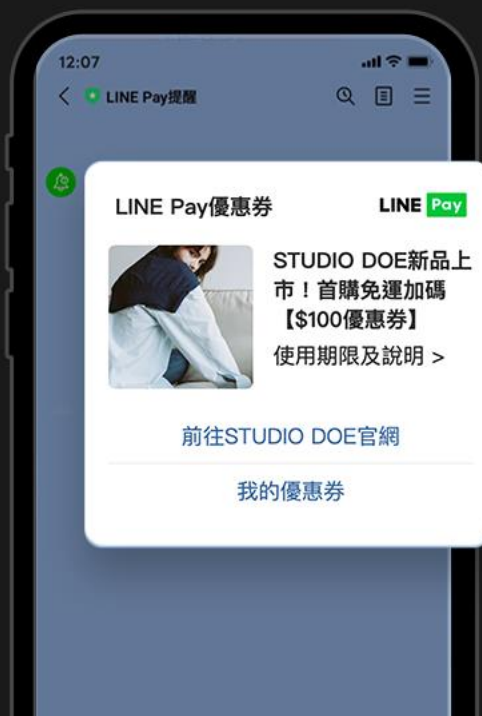 12:07
LINE Pay提醒
LINE Pay優惠券
LINE Pay
STUDIO DOE新品上
市！首購免運加碼
【$100優惠券】
使用期限及說明 >
前往STUDIO DOE官網
我的優惠券